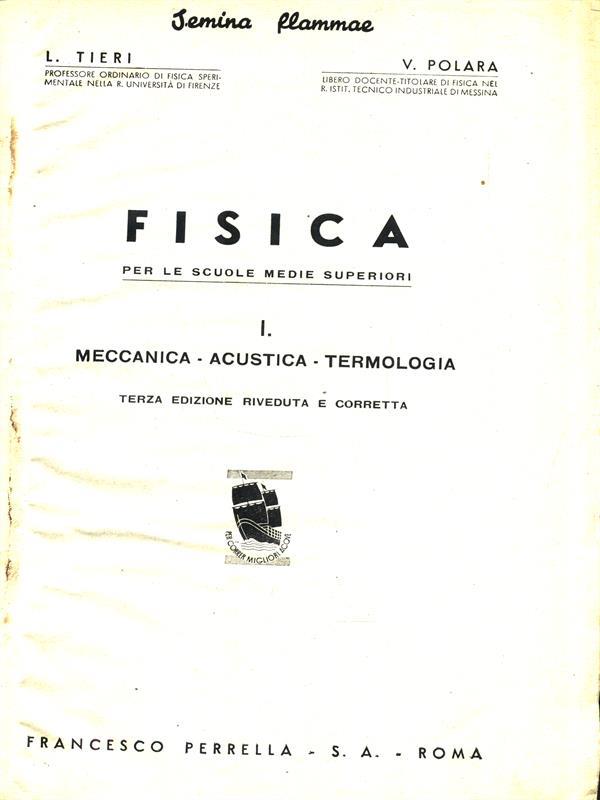 Semina flammae
L. TIERI
PROFESSORE ORDINARIO DI FISICA SPERI-
MENTALE NELLA R. UNIVERSITÀ DI FIRENZE
V. POLARA
LIBERO DOCENTE-TITOLARE DI FISICA NEL
R. ISTIT. TECNICO INDUSTRIALE DI MESSINA
FISICA
PER LE SCUOLE MEDIE SUPERIORI
I.
MECCANICA - ACUSTICA - TERMOLOGIA
TERZA EDIZIONE RIVEDUTA E CORRETTA
PER CORRER MIGLIORI ACQVE
FRANCESCO PERRELLA - S. A. - ROMA